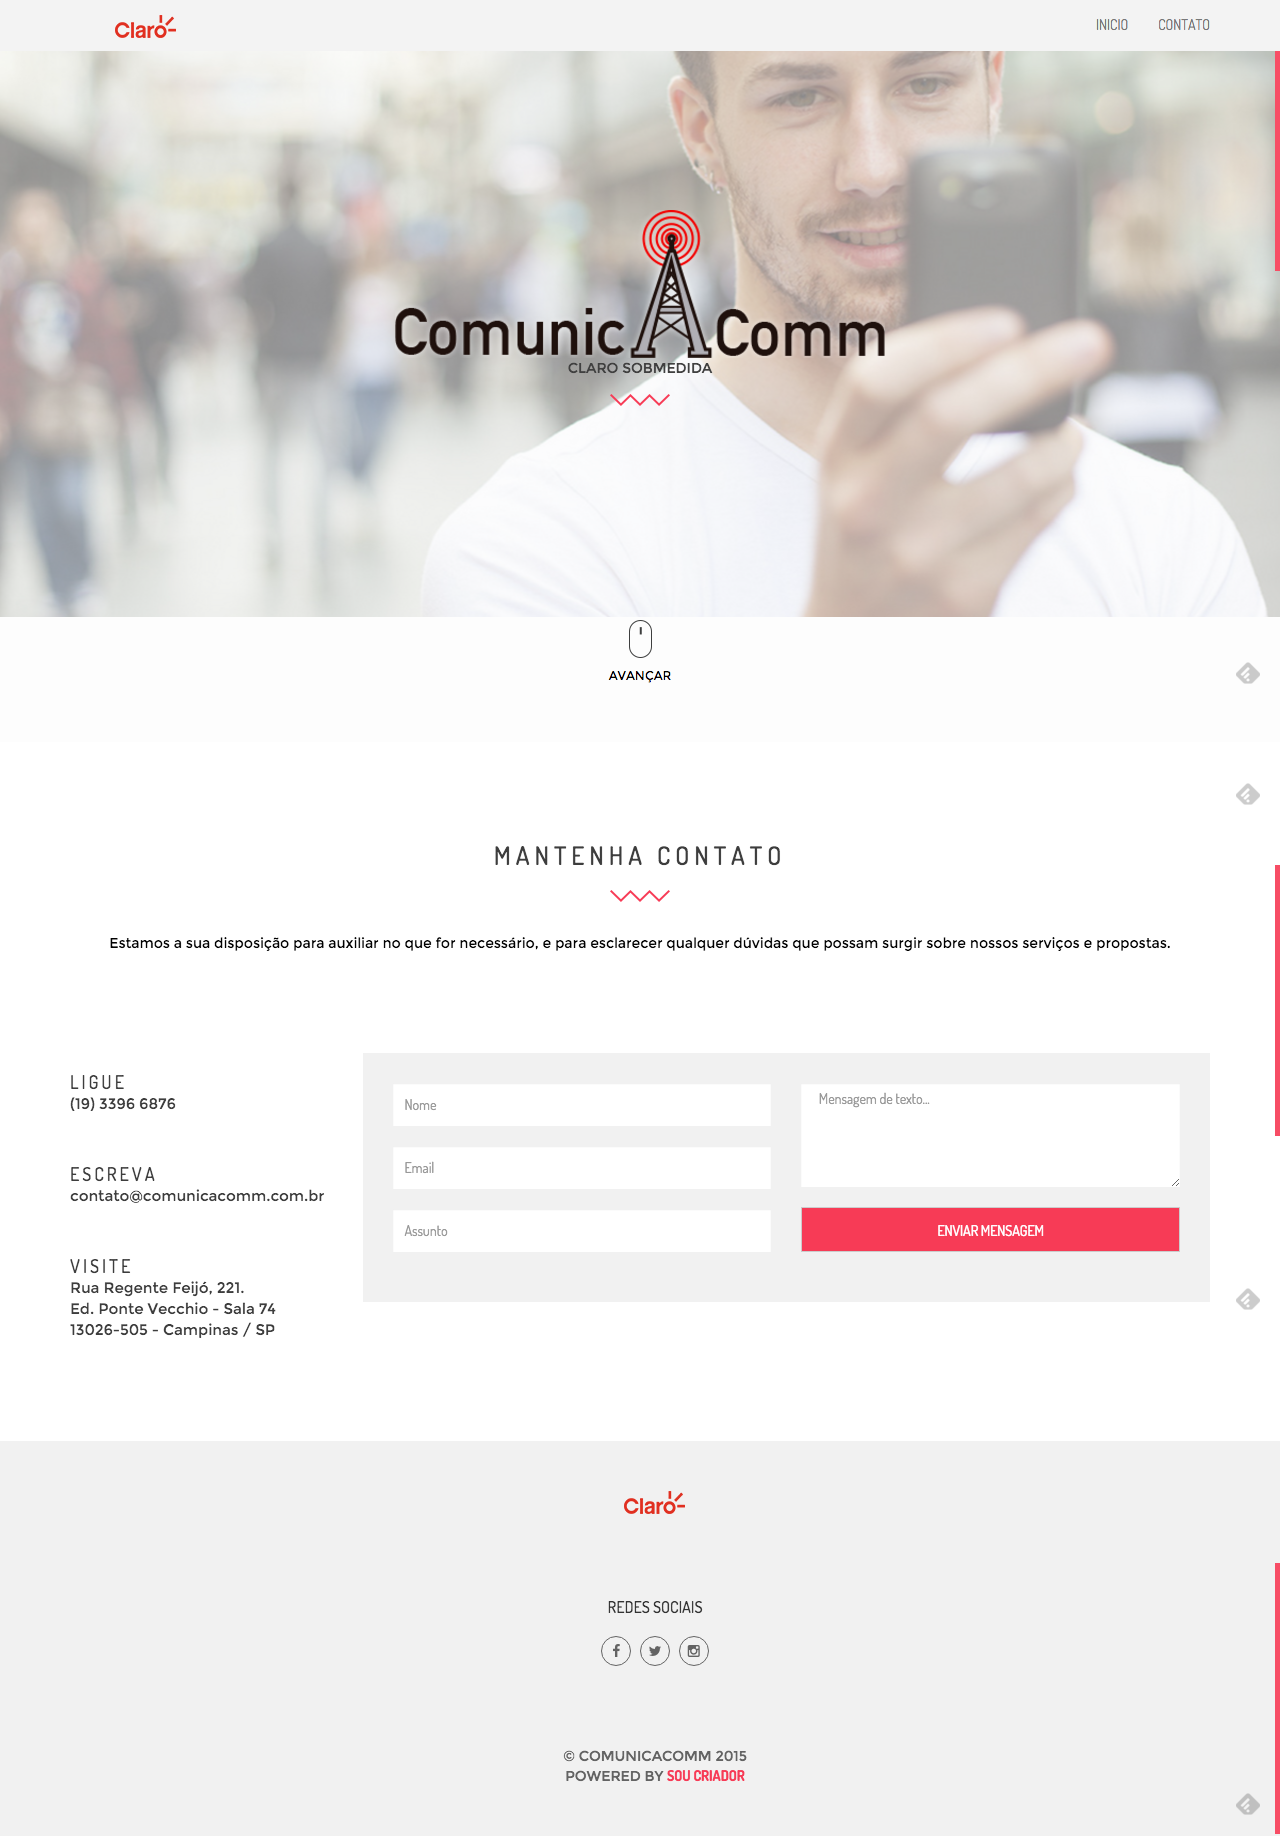 Claro
INICIO
CONTATO
Comunic Comm
CLARO SOBMEDIDA
AVANÇAR
MANTENHA CONTATO
Estamos a sua disposição para auxiliar no que for necessário, e para esclarecer qualquer dúvidas que possam surgir sobre nossos serviços e propostas.
LIGUE
(19) 3396 6876
ESCREVA
contato@comunicacomm.com.br
VISITE
Rua Regente Feijó, 221.
Ed. Ponte Vecchio - Sala 74
13026-505 - Campinas / SP
Nome
Email
Assunto
Mensagem de texto...
ENVIAR MENSAGEM
Claro
REDES SOCIAIS
© COMUNICACOMM 2015
POWERED BY SOU CRIADOR